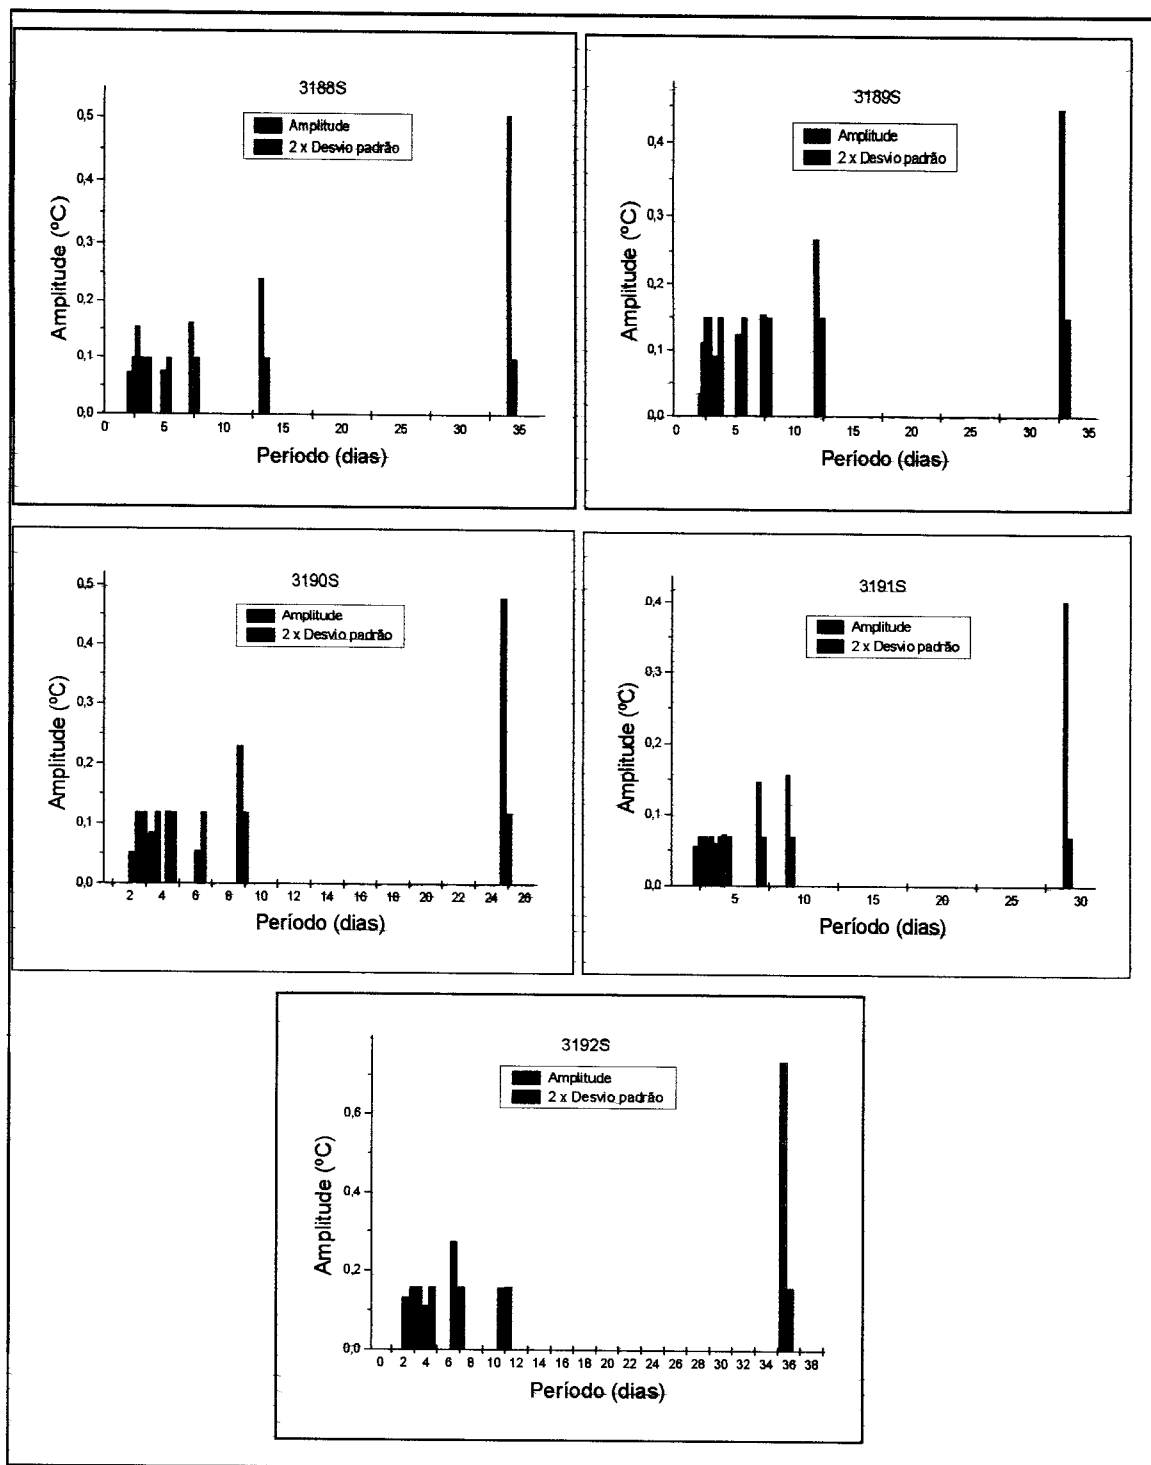 3188S
Amplitude
2 x Desvio padrão
Amplitude (ºC)
0,5
0,4
0,3
0,2
0,1
0,0
0 5 10 15 20 25 30 35
Período (dias)
3189S
Amplitude
2 x Desvio padrão
Amplitude (ºC)
0,4
0,3
0,2
0,1
0,0
0 5 10 15 20 25 30 35
Período (dias)
3190S
Amplitude
2 x Desvio padrão
Amplitude (ºC)
0,5
0,4
0,3
0,2
0,1
0,0
2 4 6 8 10 12 14 16 18 20 22 24 26
Período (dias)
3191S
Amplitude
2 x Desvio padrão
Amplitude (ºC)
0,4
0,3
0,2
0,1
0,0
5 10 15 20 25 30
Período (dias)
3192S
Amplitude
2 x Desvio padrão
Amplitude (ºC)
0,6
0,4
0,2
0,0
0 2 4 6 8 10 12 14 16 18 20 22 24 26 28 30 32 34 36 38
Período (dias)